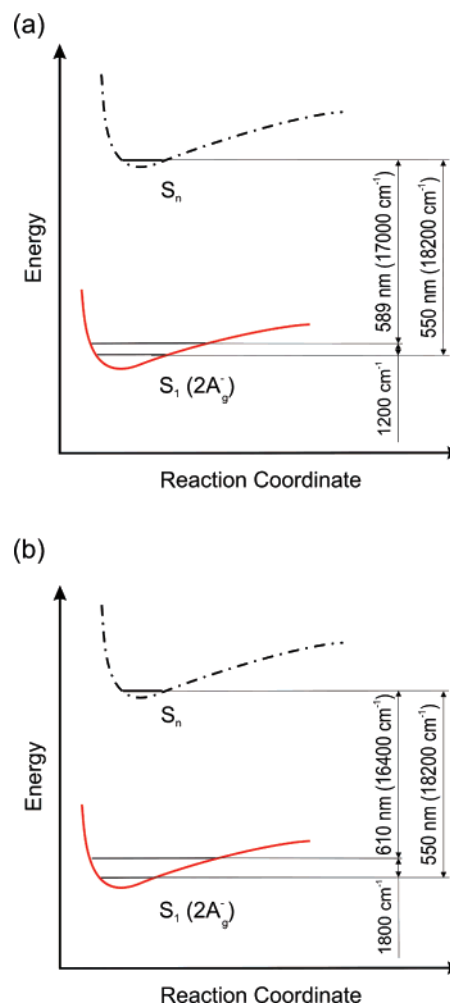 (a)
Energy
Sₙ
589 nm (17000 cm⁻¹)
550 nm (18200 cm⁻¹)
S₁ (2A⁻g)
1200 cm⁻¹
Reaction Coordinate
(b)
Energy
Sₙ
610 nm (16400 cm⁻¹)
550 nm (18200 cm⁻¹)
S₁ (2A⁻g)
1800 cm⁻¹
Reaction Coordinate